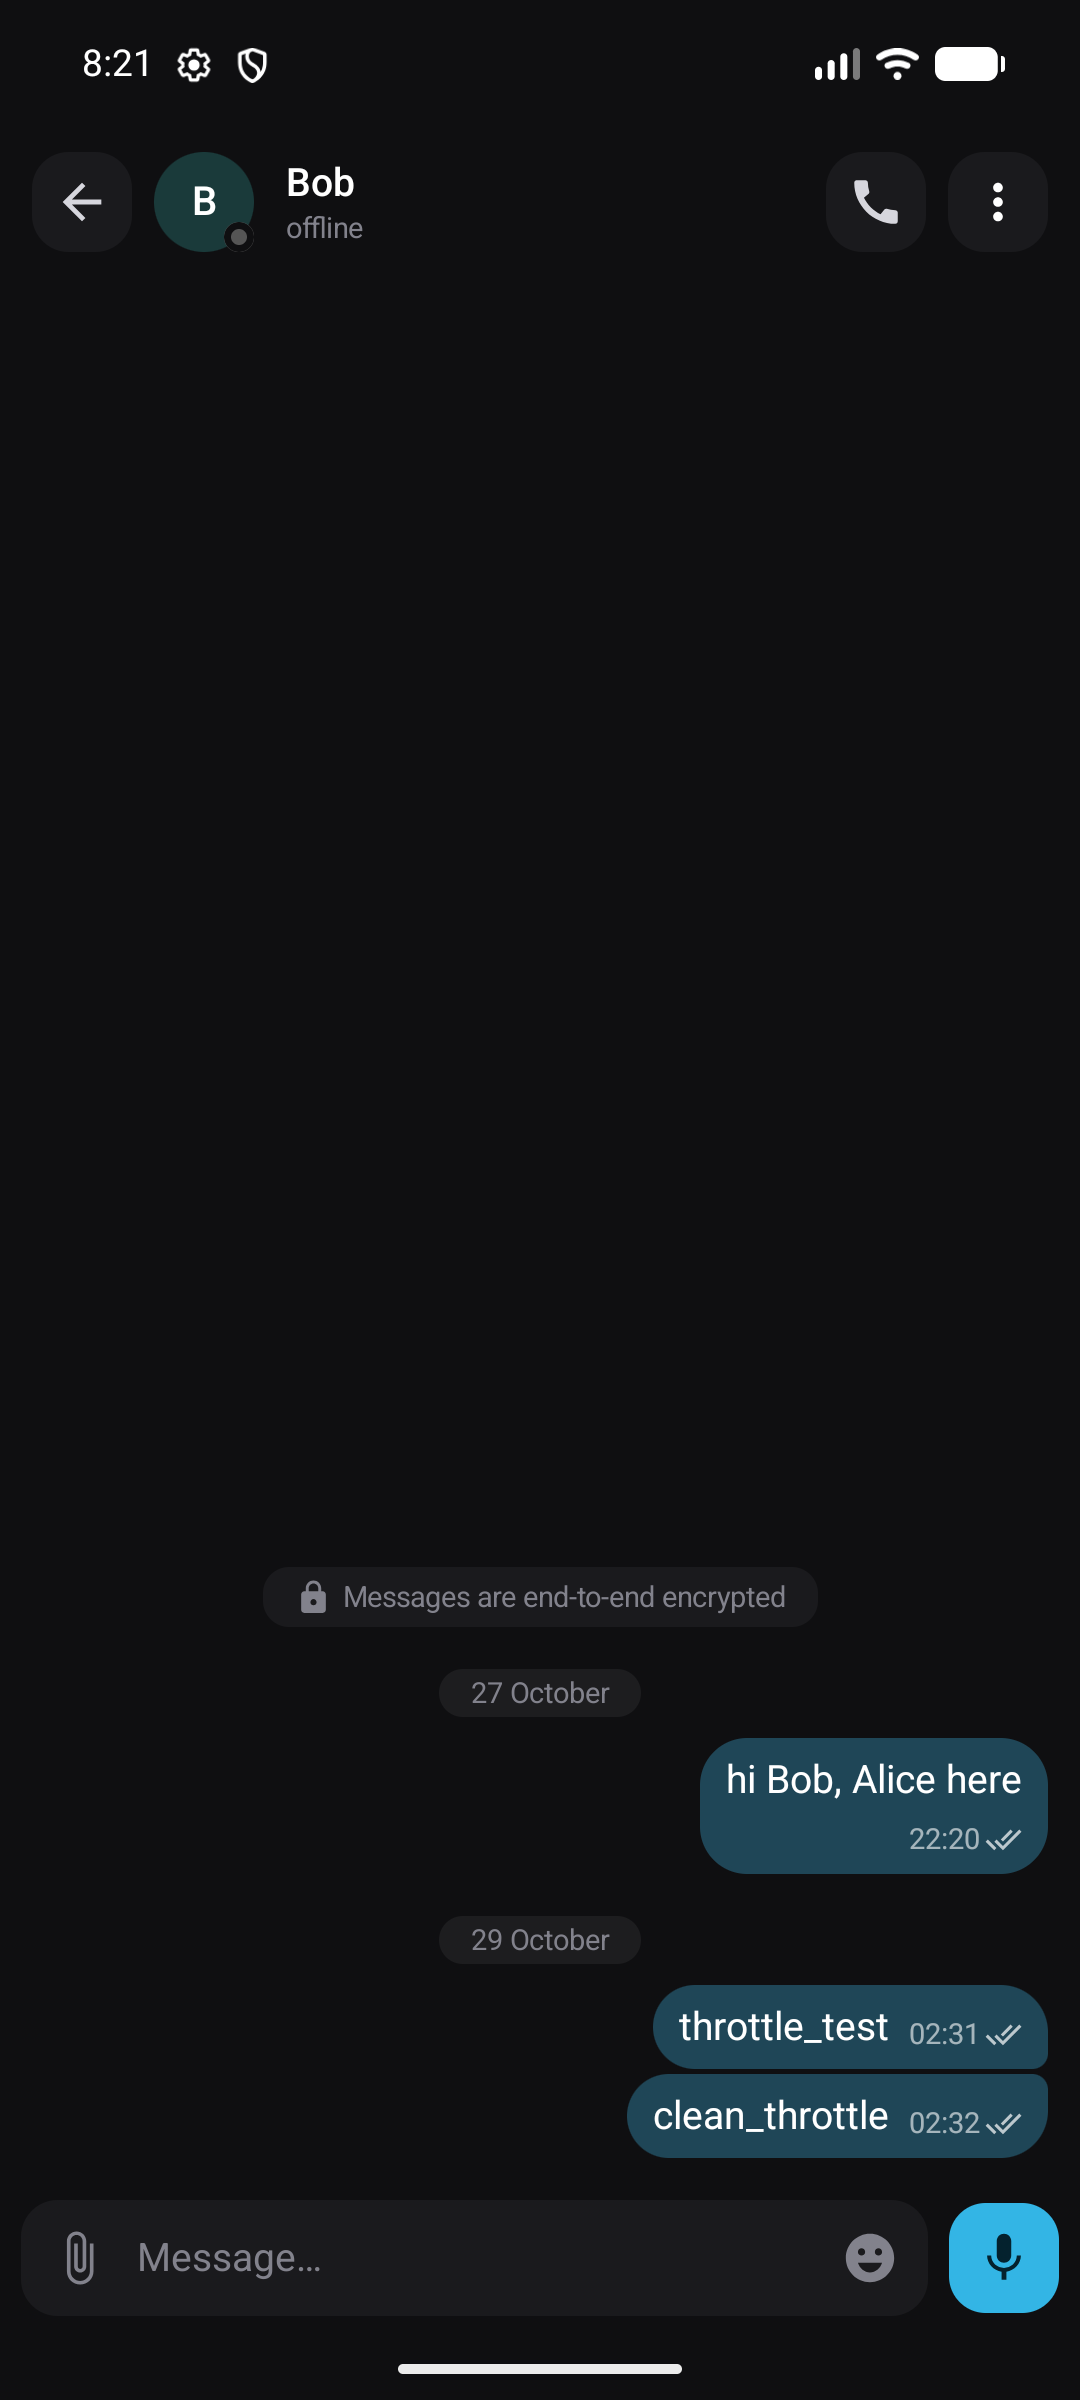 8:21
B
Bob
offline
Messages are end-to-end encrypted
27 October
hi Bob, Alice here
22:20
29 October
throttle_test 02:31
clean_throttle 02:32
Message…